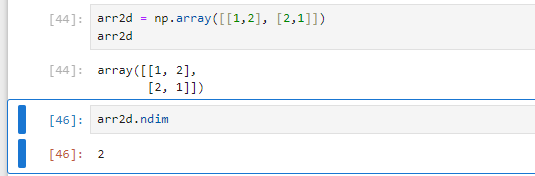 [44]: arr2d = np.array([[1,2], [2,1]])
arr2d
[44]: array([[1, 2],
[2, 1]])
[46]: arr2d.ndim
[46]: 2